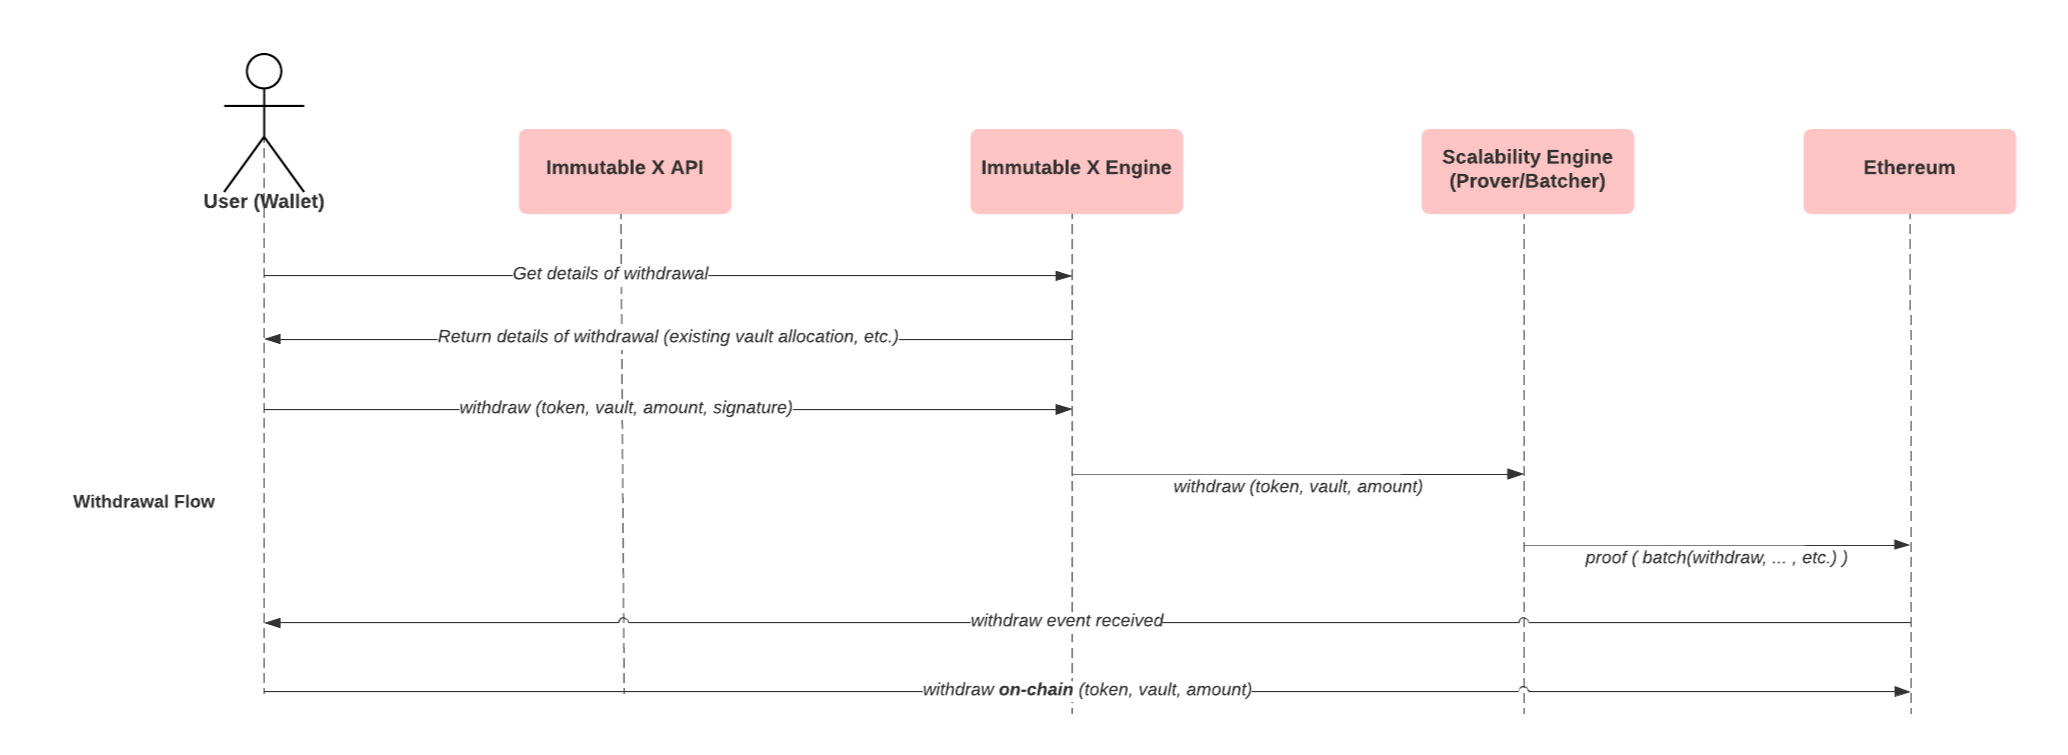 User (Wallet)
Immutable X API
Immutable X Engine
Scalability Engine
(Prover/Batcher)
Ethereum
Get details of withdrawal
Return details of withdrawal (existing vault allocation, etc.)
withdraw (token, vault, amount, signature)
withdraw (token, vault, amount)
Withdrawal Flow
proof ( batch(withdraw, ... , etc.) )
withdraw event received
withdraw on-chain (token, vault, amount)